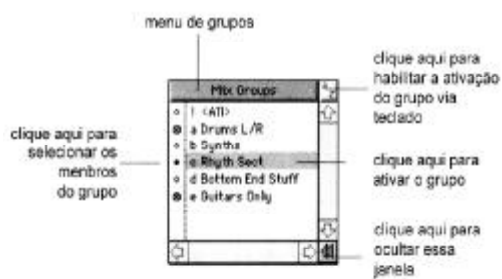 menu de grupos
clique aqui para
habilitar a ativação
do grupo via
teclado
Mix Groups
! <All>
a Drums L/R
b Synths
c Rhyth Sect
d Bottom End Stuff
e Guitars Only
clique aqui para
selecionar os
menbros
do grupo
clique aqui para
ativar o grupo
clique aqui para
ocultar essa
janela